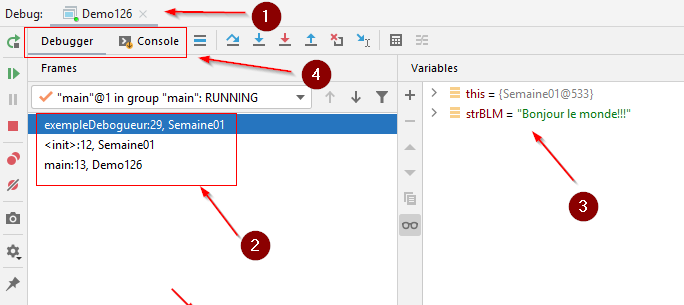 Debug: Demo126
1
Debugger Console
4
Frames
Variables
"main"@1 in group "main": RUNNING
this = {Semaine01@533}
strBLM = "Bonjour le monde!!!"
exempleDebogueur:29, Semaine01
<init>:12, Semaine01
main:13, Demo126
3
2